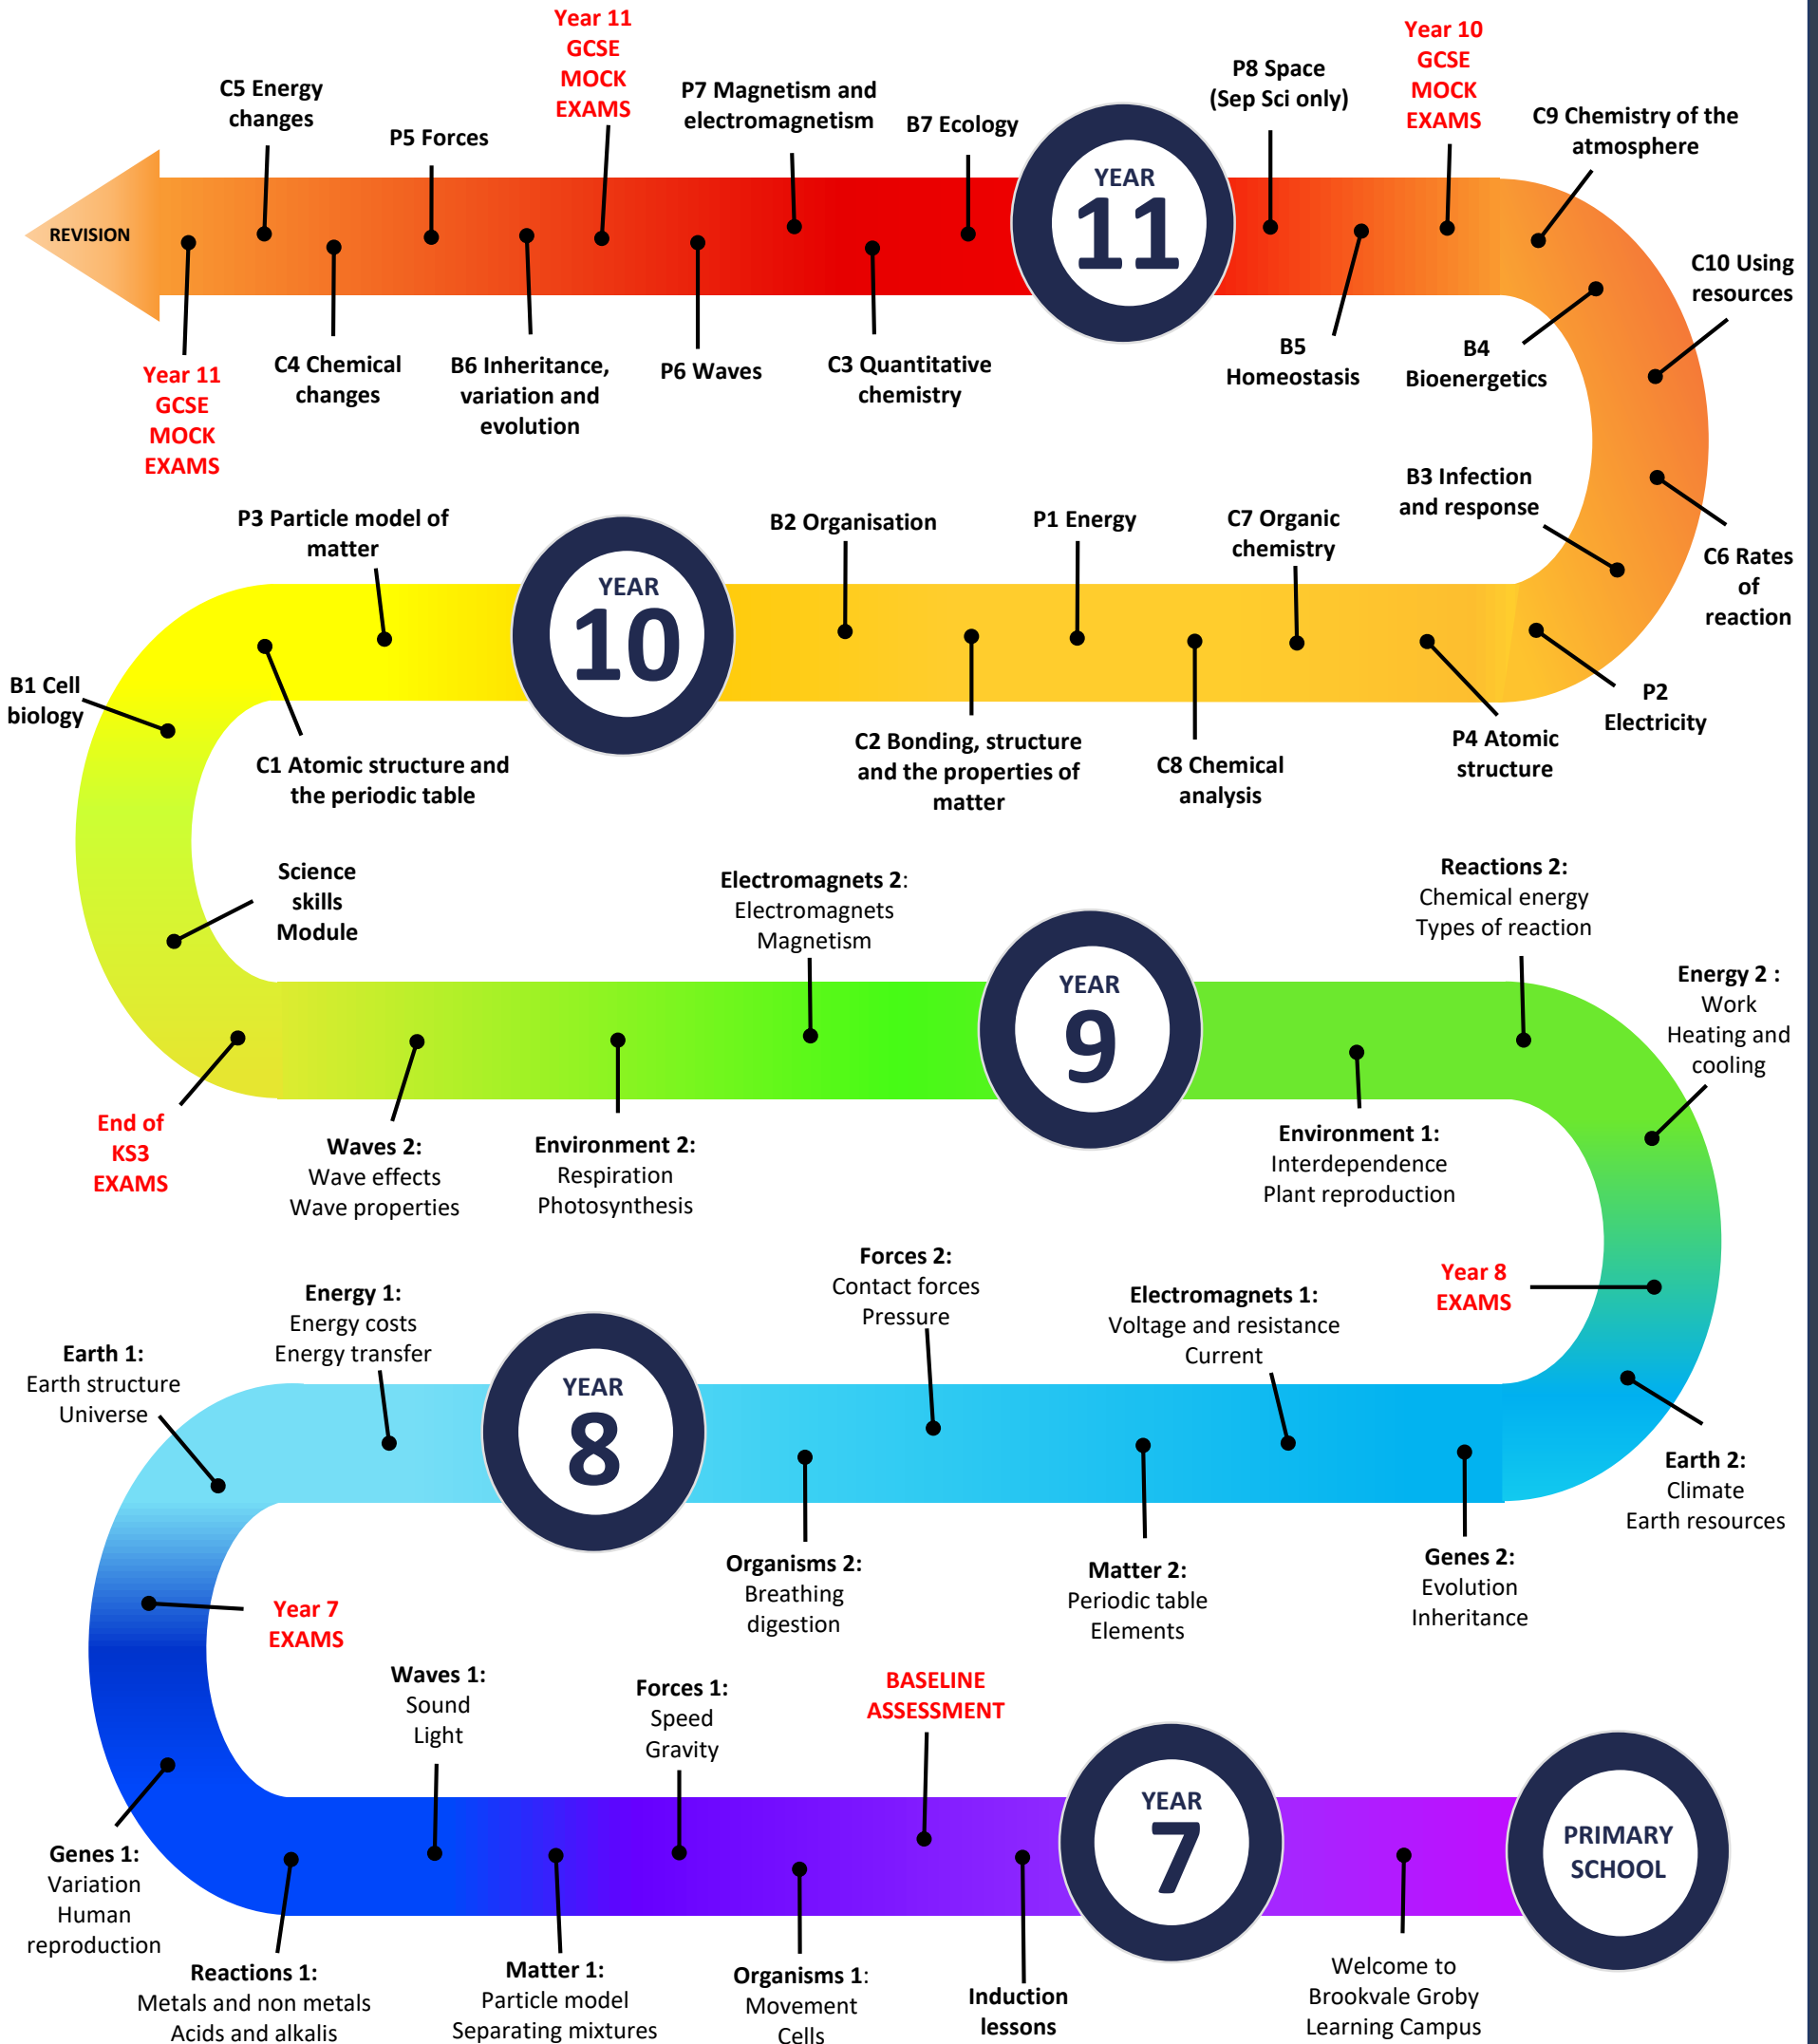 Year 11
GCSE
MOCK
EXAMS
Year 10
GCSE
MOCK
EXAMS
C5 Energy
changes
P5 Forces
P7 Magnetism and
electromagnetism
B7 Ecology
P8 Space
(Sep Sci only)
C9 Chemistry of the
atmosphere
YEAR
11
REVISION
C10 Using
resources
Year 11
GCSE
MOCK
EXAMS
C4 Chemical
changes
B6 Inheritance,
variation and
evolution
P6 Waves
C3 Quantitative
chemistry
B5
Homeostasis
B4
Bioenergetics
B3 Infection
and response
C6 Rates
of
reaction
P3 Particle model of
matter
B2 Organisation
P1 Energy
C7 Organic
chemistry
YEAR
10
B1 Cell
biology
C1 Atomic structure and
the periodic table
C2 Bonding, structure
and the properties of
matter
C8 Chemical
analysis
P4 Atomic
structure
P2
Electricity
Science
skills
Module
Electromagnets 2:
Electromagnets
Magnetism
Reactions 2:
Chemical energy
Types of reaction
Energy 2 :
Work
Heating and
cooling
YEAR
9
End of
KS3
EXAMS
Waves 2:
Wave effects
Wave properties
Environment 2:
Respiration
Photosynthesis
Environment 1:
Interdependence
Plant reproduction
Year 8
EXAMS
Earth 1:
Earth structure
Universe
Energy 1:
Energy costs
Energy transfer
Forces 2:
Contact forces
Pressure
Electromagnets 1:
Voltage and resistance
Current
YEAR
8
Earth 2:
Climate
Earth resources
Organisms 2:
Breathing
digestion
Matter 2:
Periodic table
Elements
Genes 2:
Evolution
Inheritance
Year 7
EXAMS
Waves 1:
Sound
Light
Forces 1:
Speed
Gravity
BASELINE
ASSESSMENT
YEAR
7
PRIMARY
SCHOOL
Genes 1:
Variation
Human
reproduction
Reactions 1:
Metals and non metals
Acids and alkalis
Matter 1:
Particle model
Separating mixtures
Organisms 1:
Movement
Cells
Induction
lessons
Welcome to
Brookvale Groby
Learning Campus